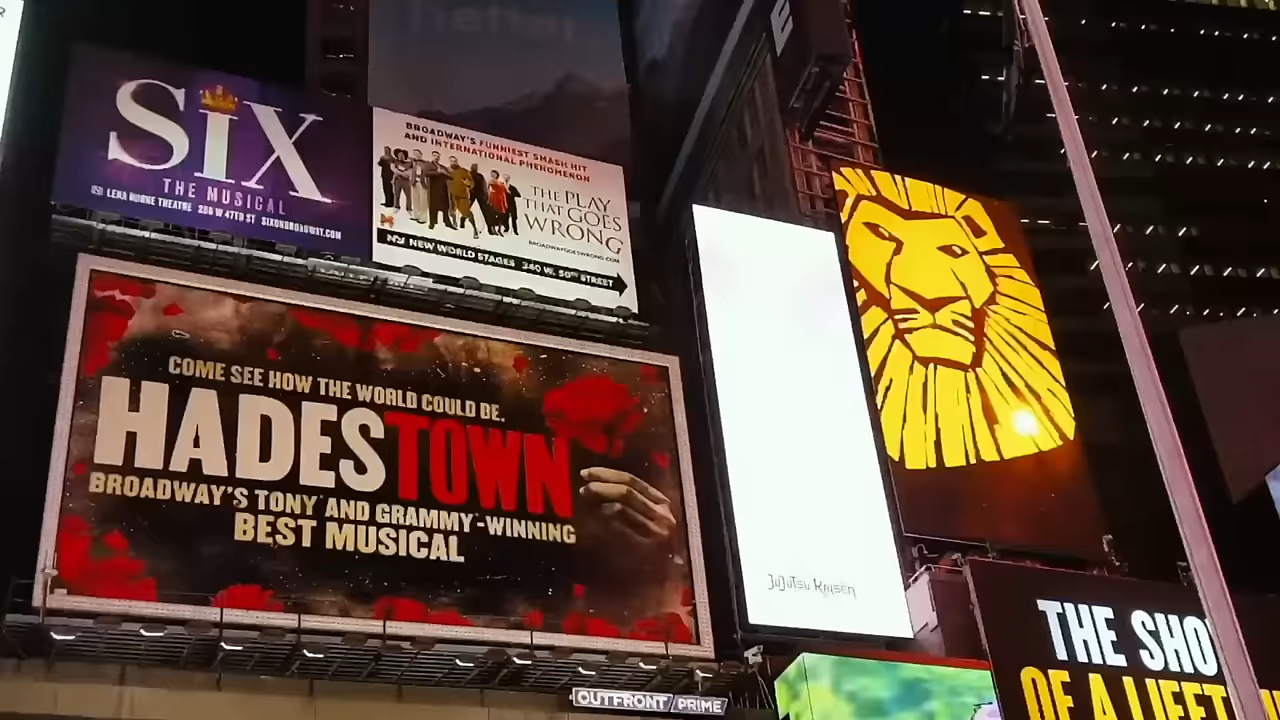 SIX
THE MUSICAL
LENA HORNE THEATRE 256 W 47TH ST SIXONBROADWAY.COM
BROADWAY'S FUNNIEST SMASH HIT
AND INTERNATIONAL PHENOMENON
THE PLAY
THAT GOES
WRONG
BROADWAYGOESWRONG.COM
NEW WORLD STAGES 340 W. 50TH STREET
E
COME SEE HOW THE WORLD COULD BE.
HADESTOWN
BROADWAY'S TONY® AND GRAMMY®-WINNING
BEST MUSICAL
JUJUTSU KAISEN
THE SHO
OF A LIFET
OUTFRONT/PRIME